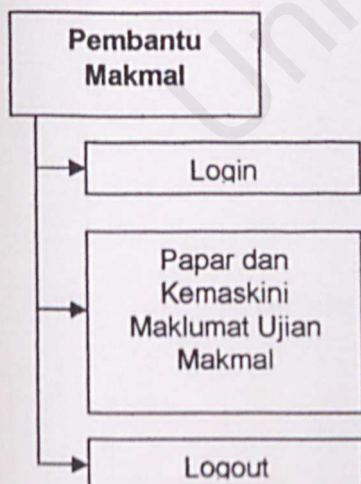 Pembantu
Makmal
Login
Papar dan
Kemaskini
Maklumat Ujian
Makmal
Logout